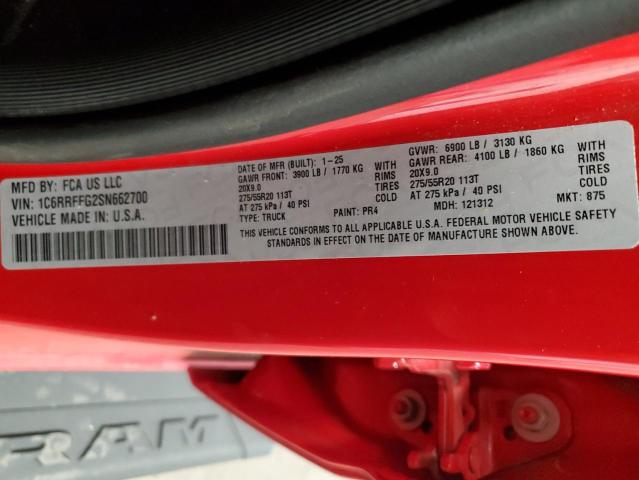 MFD BY: FCA US LLC
VIN: 1C6RRFFG2SN662700
VEHICLE MADE IN U.S.A.
DATE OF MFR (BUILT): 1-25
GAWR FRONT: 3900 LB / 1770 KG WITH
20X9.0 RIMS
275/55R20 113T TIRES
AT 275 kPa / 40 PSI COLD
TYPE: TRUCK PAINT: PR4
GVWR: 6900 LB / 3130 KG
GAWR REAR: 4100 LB / 1860 KG WITH
20X9.0 RIMS
275/55R20 113T TIRES
AT 275 kPa / 40 PSI COLD
MDH: 121312 MKT: 875
THIS VEHICLE CONFORMS TO ALL APPLICABLE U.S.A. FEDERAL MOTOR VEHICLE SAFETY
STANDARDS IN EFFECT ON THE DATE OF MANUFACTURE SHOWN ABOVE.
RAM